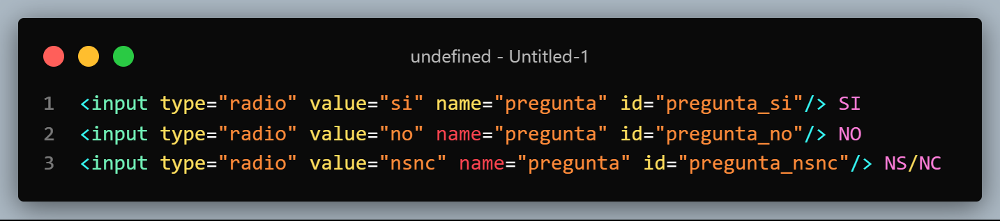 undefined - Untitled-1
1 <input type="radio" value="si" name="pregunta" id="pregunta_si"/> SI
2 <input type="radio" value="no" name="pregunta" id="pregunta_no"/> NO
3 <input type="radio" value="nsnc" name="pregunta" id="pregunta_nsnc"/> NS/NC